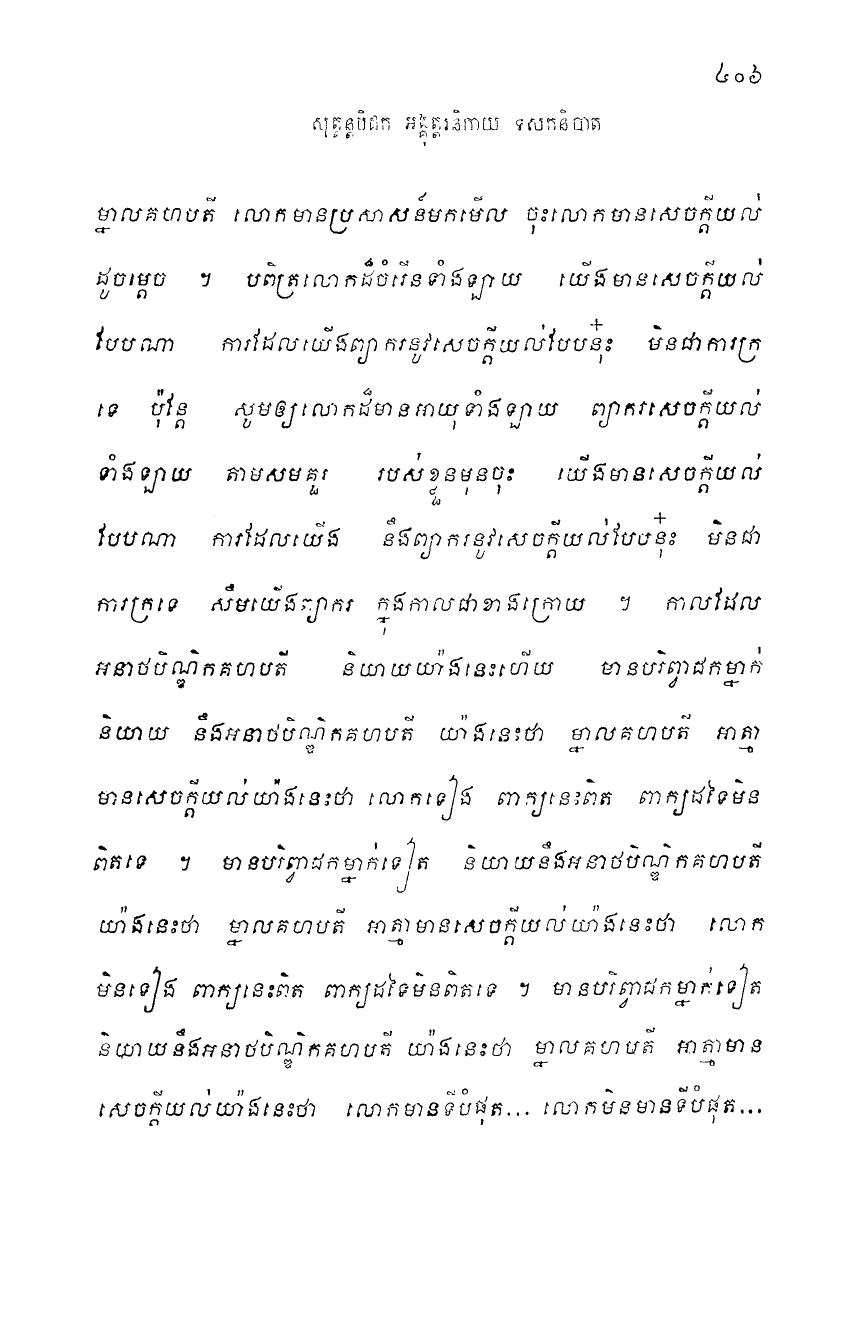 ៤០៦
សុត្តន្តបិដក អង្គុត្តរនិកាយ ទសកនិបាត
ម្នាលគហបតី លោកមានប្រសាសន៍មកមើល ចុះលោកមានសេចក្តីយល់
ដូចម្តេច ។ បពិត្រលោកដ៏ចំរើនទាំងឡាយ យើងមានសេចក្តីយល់
បែបណា ការដែលយើងព្យាករនូវសេចក្តីយល់បែបនុ៎ះ មិនជាការក្រ
ទេ ប៉ុន្តែ សូមឲ្យលោកដ៏មានអាយុទាំងឡាយ ព្យាករសេចក្តីយល់
ទាំងឡាយ តាមសមគួរ របស់ខ្លួនមុនចុះ យើងមានសេចក្តីយល់
បែបណា ការដែលយើង នឹងព្យាករនូវសេចក្តីយល់បែបនុ៎ះ មិនជា
ការក្រទេ សឹមយើងព្យាករ ក្នុងកាលជាខាងក្រោយ ។ កាលដែល
អនាថបិណ្ឌិកគហបតី និយាយយ៉ាងនេះហើយ មានបរិព្វាជកម្នាក់
និយាយ នឹងអនាថបិណ្ឌិកគហបតី យ៉ាងនេះថា ម្នាលគហបតី អាត្មា
មានសេចក្តីយល់យ៉ាងនេះថា លោកទៀង ពាក្យនេះពិត ពាក្យដទៃមិន
ពិតទេ ។ មានបរិព្វាជកម្នាក់ទៀត និយាយនឹងអនាថបិណ្ឌិកគហបតី
យ៉ាងនេះថា ម្នាលគហបតី អាត្មាមានសេចក្តីយល់យ៉ាងនេះថា លោក
មិនទៀង ពាក្យនេះពិត ពាក្យដទៃមិនពិតទេ ។ មានបរិព្វាជកម្នាក់ទៀត
និយាយនឹងអនាថបិណ្ឌិកគហបតី យ៉ាងនេះថា ម្នាលគហបតី អាត្មាមាន
សេចក្តីយល់យ៉ាងនេះថា លោកមានទីបំផុត... លោកមិនមានទីបំផុត...